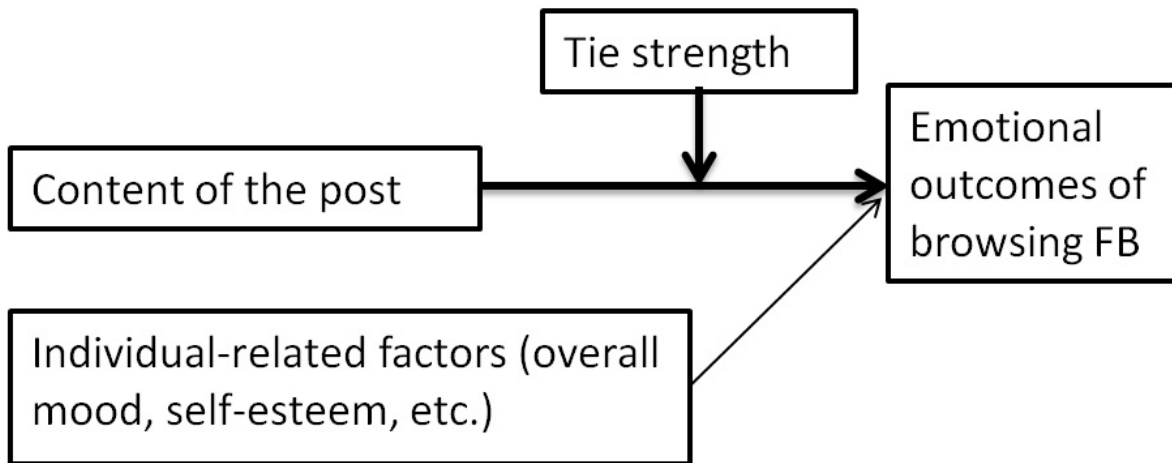 Tie strength
Content of the post
Emotional
outcomes of
browsing FB
Individual-related factors (overall
mood, self-esteem, etc.)